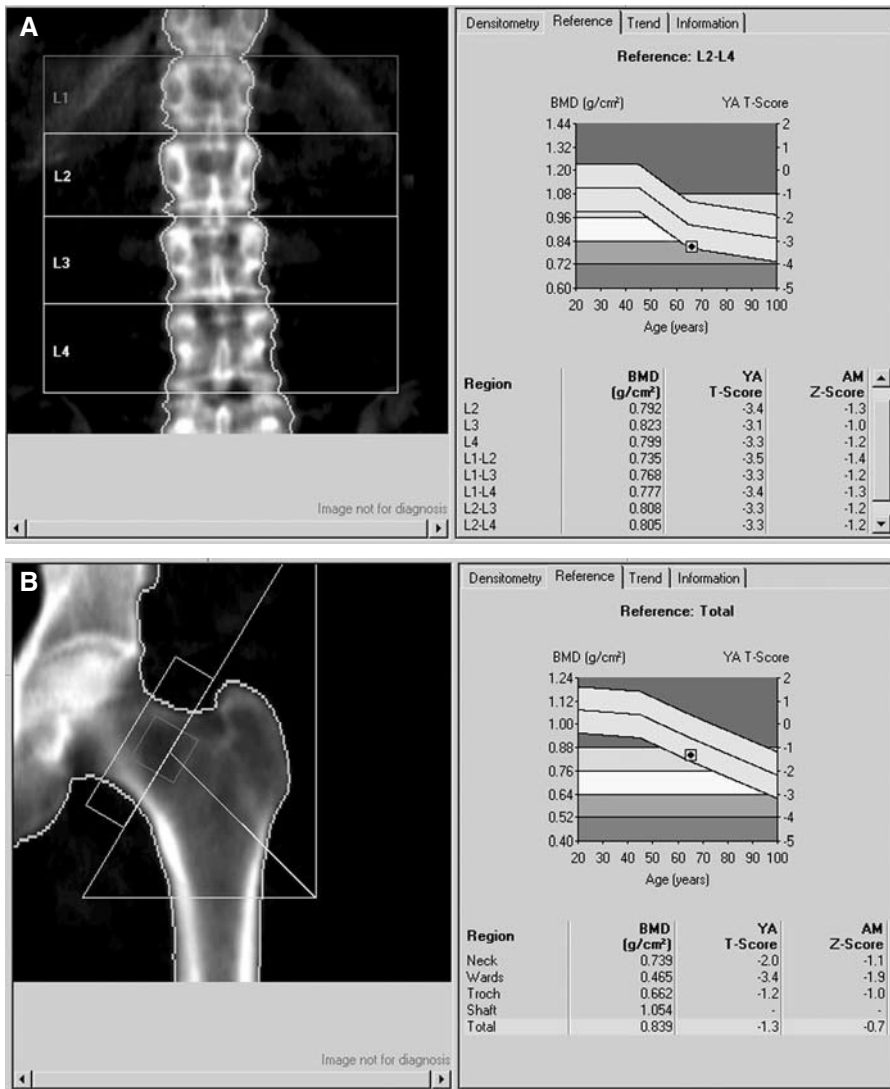 A
L1
L2
L3
L4
Image not for diagnosis
Densitometry Reference Trend Information
Reference: L2-L4
BMD (g/cm²) YA T-Score
1.44 2
1.32 1
1.20 0
1.08 -1
0.96 -2
0.84 -3
0.72 -4
0.60 -5
20 30 40 50 60 70 80 90 100
Age (years)
Region BMD (g/cm²) YA T-Score AM Z-Score
L2 0.792 -3.4 -1.3
L3 0.823 -3.1 -1.0
L4 0.799 -3.3 -1.2
L1-L2 0.735 -3.5 -1.4
L1-L3 0.768 -3.3 -1.2
L1-L4 0.777 -3.4 -1.3
L2-L3 0.808 -3.3 -1.2
L2-L4 0.805 -3.3 -1.2
B
Image not for diagnosis
Densitometry Reference Trend Information
Reference: Total
BMD (g/cm²) YA T-Score
1.24 2
1.12 1
1.00 0
0.88 -1
0.76 -2
0.64 -3
0.52 -4
0.40 -5
20 30 40 50 60 70 80 90 100
Age (years)
Region BMD (g/cm²) YA T-Score AM Z-Score
Neck 0.739 -2.0 -1.1
Wards 0.465 -3.4 -1.9
Troch 0.662 -1.2 -1.0
Shaft 1.054 - -
Total 0.839 -1.3 -0.7